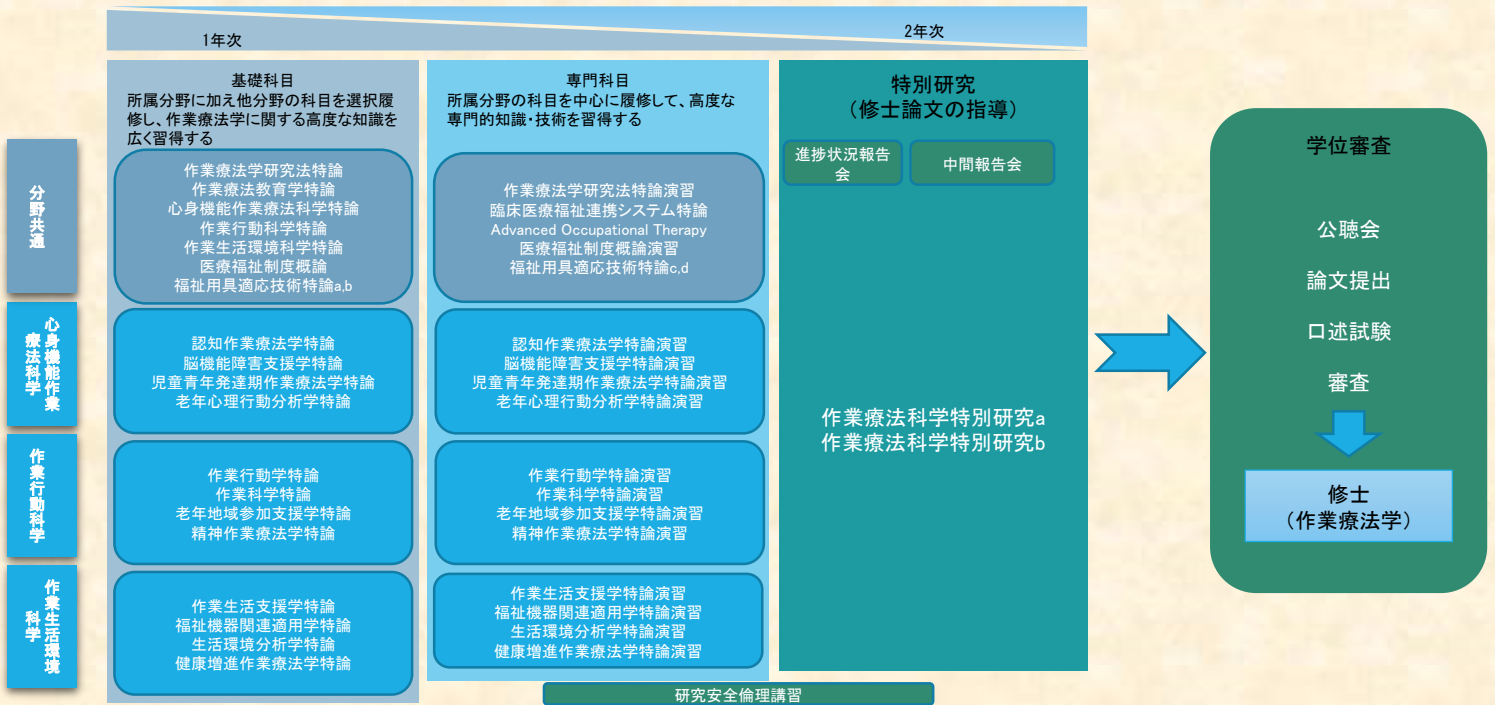 1年次
2年次
基礎科目
所属分野に加え他分野の科目を選択履
修し、作業療法学に関する高度な知識を
広く習得する
専門科目
所属分野の科目を中心に履修して、高度な
専門的知識・技術を習得する
特別研究
（修士論文の指導）
進捗状況報告
会
中間報告会
分野共通
作業療法学研究法特論
作業療法教育学特論
心身機能作業療法科学特論
作業行動科学特論
作業生活環境科学特論
医療福祉制度概論
福祉用具適応技術特論a,b
作業療法学研究法特論演習
臨床医療福祉連携システム特論
Advanced Occupational Therapy
医療福祉制度概論演習
福祉用具適応技術特論c,d
心身機能作業
療法科学
認知作業療法学特論
脳機能障害支援学特論
児童青年発達期作業療法学特論
老年心理行動分析学特論
認知作業療法学特論演習
脳機能障害支援学特論演習
児童青年発達期作業療法学特論演習
老年心理行動分析学特論演習
作業行動科学
作業行動学特論
作業科学特論
老年地域参加支援学特論
精神作業療法学特論
作業行動学特論演習
作業科学特論演習
老年地域参加支援学特論演習
精神作業療法学特論演習
作業生活環境
科学
作業生活支援学特論
福祉機器関連適用学特論
生活環境分析学特論
健康増進作業療法学特論
作業生活支援学特論演習
福祉機器関連適用学特論演習
生活環境分析学特論演習
健康増進作業療法学特論演習
作業療法科学特別研究a
作業療法科学特別研究b
研究安全倫理講習
学位審査
公聴会
論文提出
口述試験
審査
修士
（作業療法学）